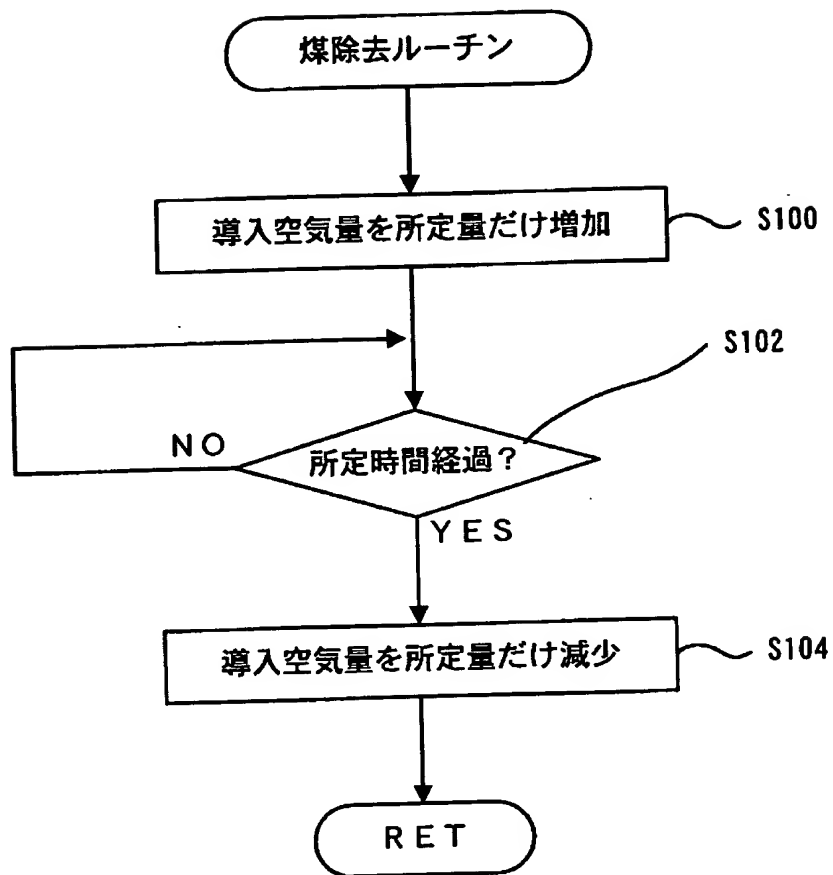 煤除去ルーチン
導入空気量を所定量だけ増加
S100
S102
NO
所定時間経過?
YES
導入空気量を所定量だけ減少
S104
RET